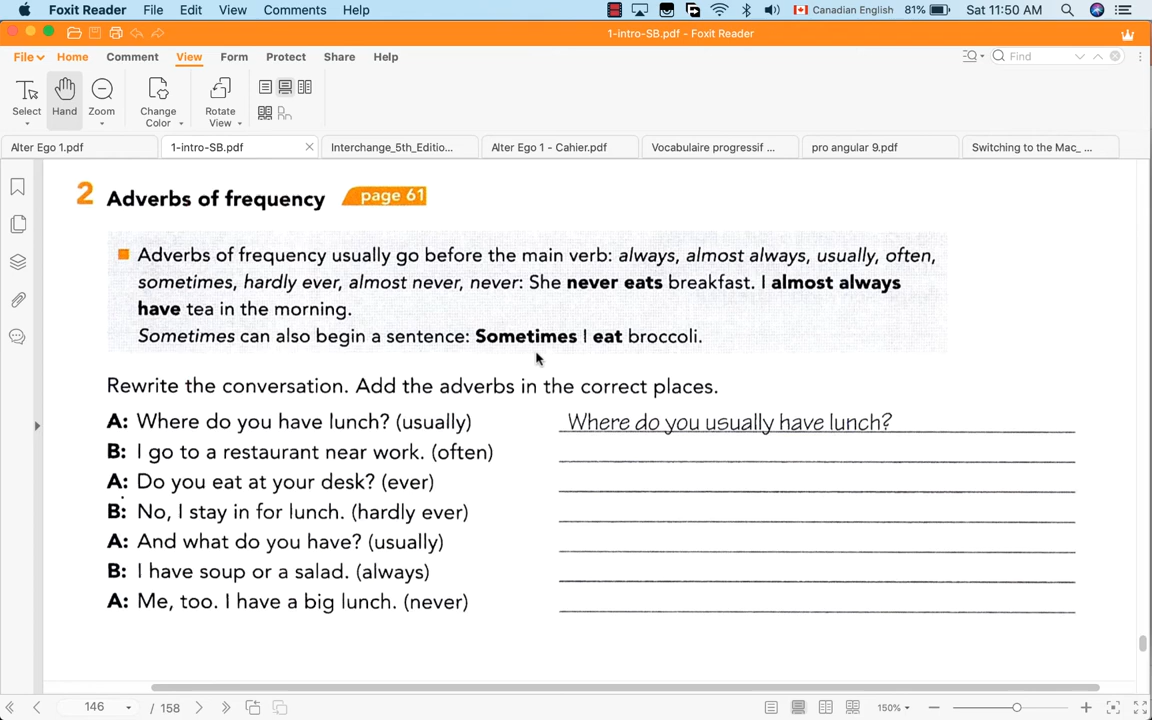 Foxit Reader File Edit View Comments Help Canadian English 81% Sat 11:50 AM
1-intro-SB.pdf - Foxit Reader
File Home Comment View Form Protect Share Help Find
Select Hand Zoom Change Color Rotate View
Alter Ego 1.pdf 1-intro-SB.pdf Interchange_5th_Editio... Alter Ego 1 - Cahier.pdf Vocabulaire progressif ... pro angular 9.pdf Switching to the Mac_ ...
2 Adverbs of frequency page 61
Adverbs of frequency usually go before the main verb: always, almost always, usually, often,
sometimes, hardly ever, almost never, never: She never eats breakfast. I almost always
have tea in the morning.
Sometimes can also begin a sentence: Sometimes I eat broccoli.
Rewrite the conversation. Add the adverbs in the correct places.
A: Where do you have lunch? (usually) Where do you usually have lunch?
B: I go to a restaurant near work. (often)
A: Do you eat at your desk? (ever)
B: No, I stay in for lunch. (hardly ever)
A: And what do you have? (usually)
B: I have soup or a salad. (always)
A: Me, too. I have a big lunch. (never)
146 / 158 150%